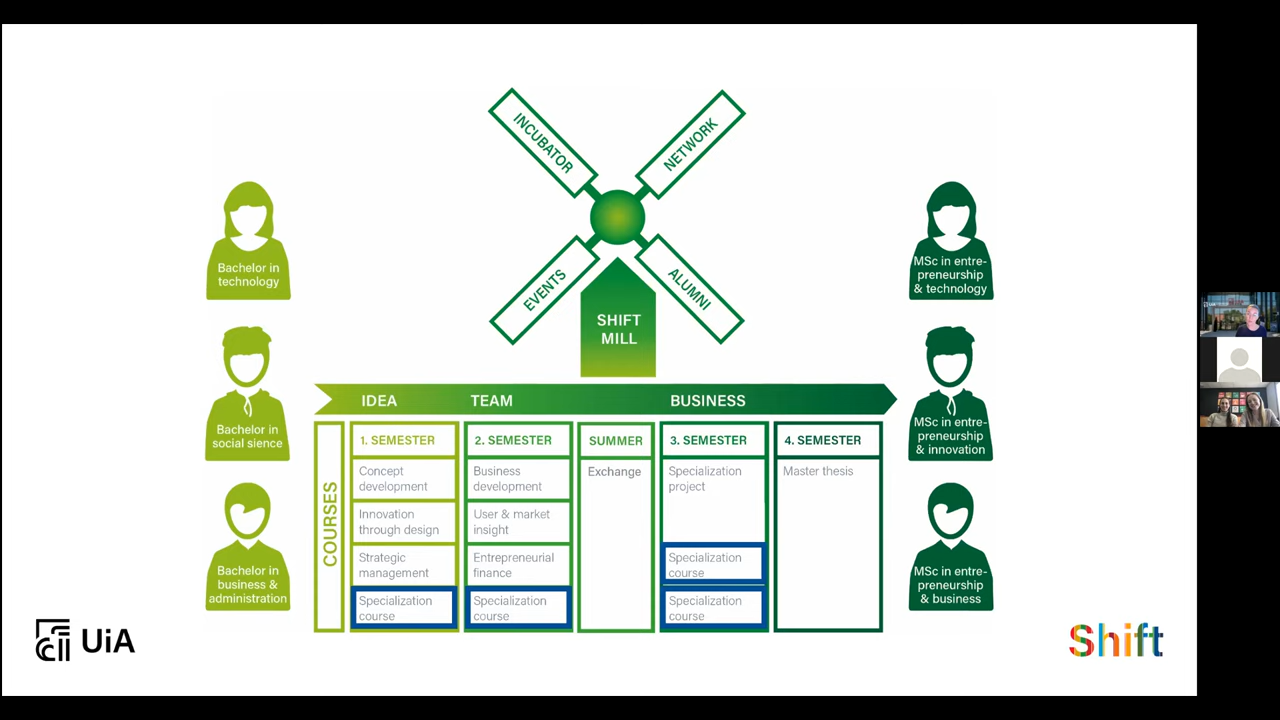 INCUBATOR
NETWORK
EVENTS
ALUMNI
SHIFT
MILL
Bachelor in
technology
Bachelor in
social sience
Bachelor in
business &
administration
MSc in entre-
preneurship
& technology
MSc in entre-
preneurship
& innovation
MSc in entre-
preneurship
& business
IDEA
TEAM
BUSINESS
COURSES
1. SEMESTER
Concept
development
Innovation
through design
Strategic
management
Specialization
course
2. SEMESTER
Business
development
User & market
insight
Entrepreneurial
finance
Specialization
course
SUMMER
Exchange
3. SEMESTER
Specialization
project
Specialization
course
Specialization
course
4. SEMESTER
Master thesis
UiA
Shift